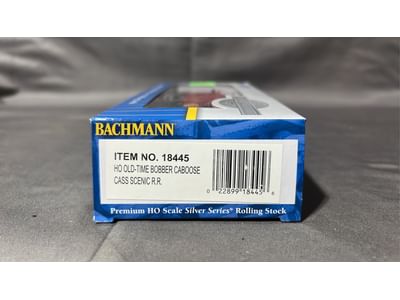 BACHMANN
ITEM NO. 18445
HO OLD-TIME BOBBER CABOOSE
CASS SCENIC R.R.
0 22899 18445 6
Premium HO Scale Silver Series® Rolling Stock